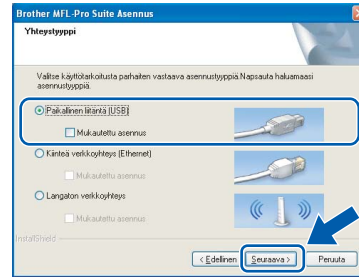 Brother MFL-Pro Suite Asennus
Yhteystyyppi
Valitse käyttötarkoitusta parhaiten vastaava asennustyyppiä.Napsauta haluamaasi
asennustyyppiä.
Paikallinen liitäntä (USB)
Mukautettu asennus
Kiinteä verkkoyhteys (Ethernet)
Mukautettu asennus
Langaton verkkoyhteys
Mukautettu asennus
InstallShield
< Edellinen Seuraava > Peruuta